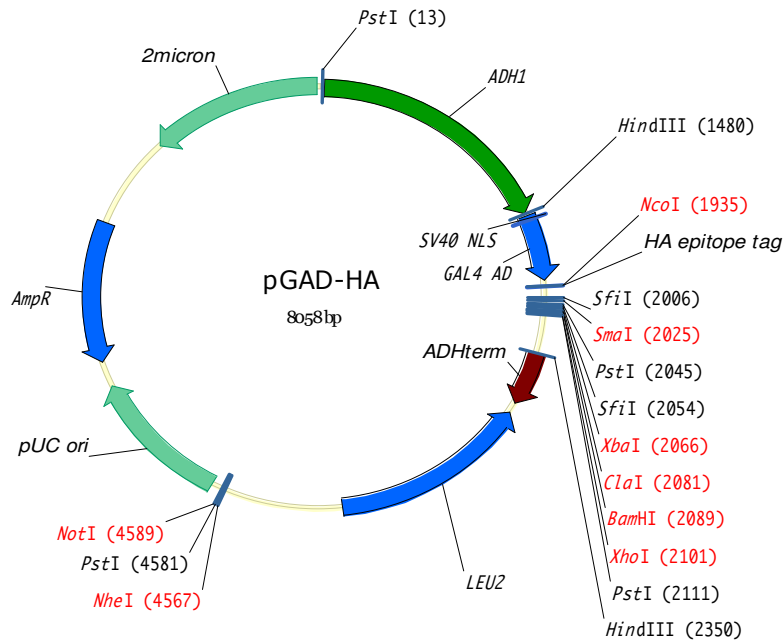 PstI (13)
2micron
ADH1
HindIII (1480)
NcoI (1935)
HA epitope tag
SV40 NLS
GAL4 AD
pGAD-HA
8058 bp
SfiI (2006)
AmpR
SmaI (2025)
ADHterm
PstI (2045)
SfiI (2054)
pUC ori
XbaI (2066)
ClaI (2081)
BamHI (2089)
NotI (4589)
XhoI (2101)
PstI (4581)
LEU2
PstI (2111)
NheI (4567)
HindIII (2350)